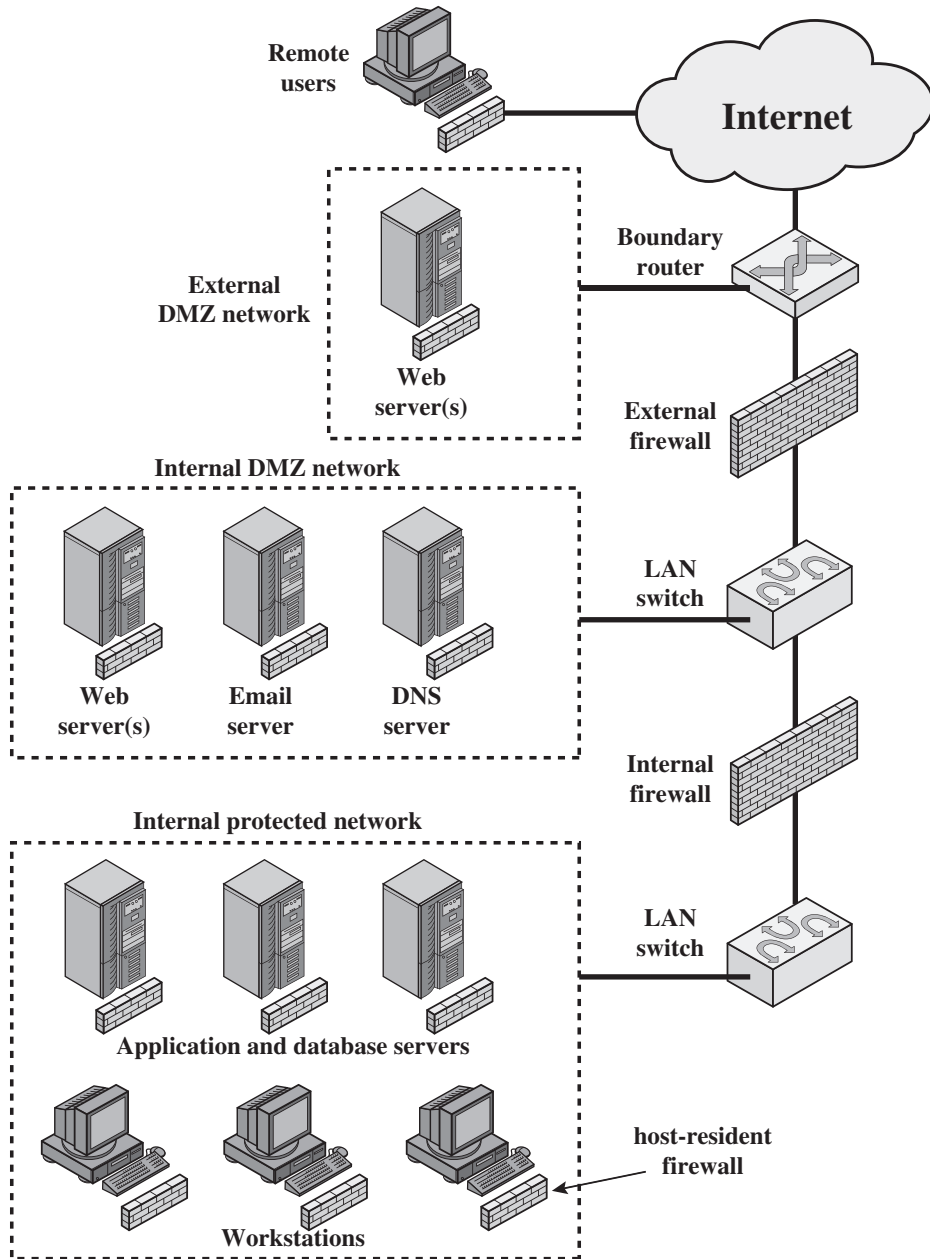 Remote
users
Internet
Boundary
router
External
DMZ network
Web
server(s)
External
firewall
Internal DMZ network
LAN
switch
Web
server(s)
Email
server
DNS
server
Internal
firewall
Internal protected network
LAN
switch
Application and database servers
host-resident
firewall
Workstations